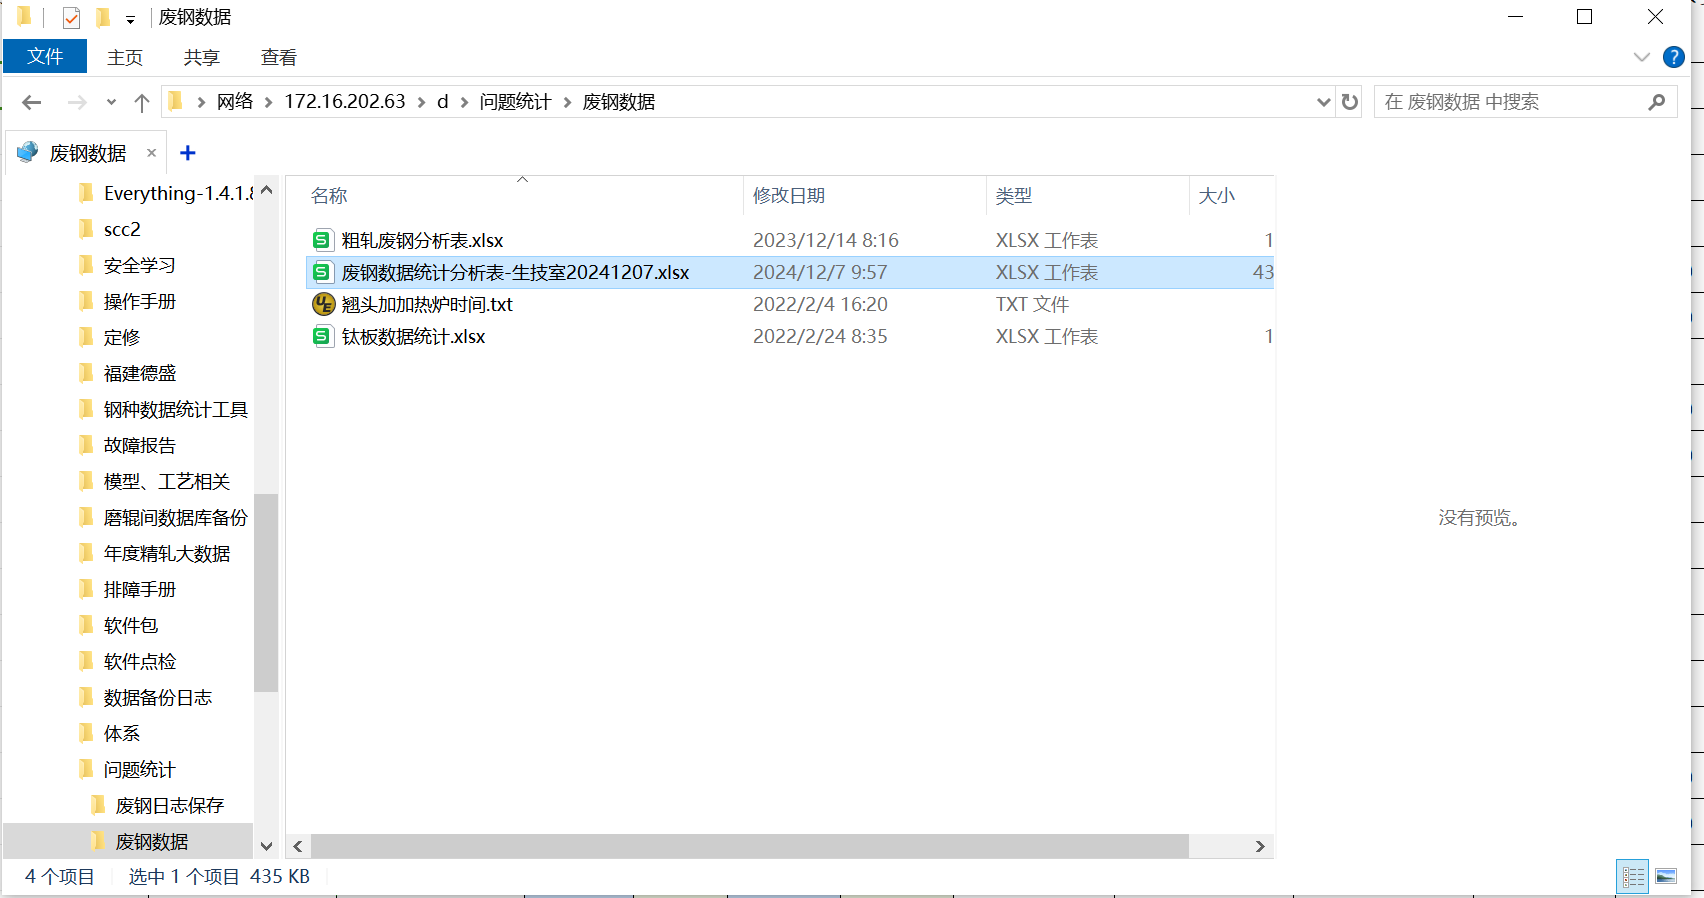 废钢数据
文件 主页 共享 查看
网络 172.16.202.63 d 问题统计 废钢数据 在 废钢数据 中搜索
废钢数据
Everything-1.4.1.8
scc2
安全学习
操作手册
定修
福建德盛
钢种数据统计工具
故障报告
模型、工艺相关
磨辊间数据库备份
年度精轧大数据
排障手册
软件包
软件点检
数据备份日志
体系
问题统计
废钢日志保存
废钢数据
名称 修改日期 类型 大小
粗轧废钢分析表.xlsx 2023/12/14 8:16 XLSX 工作表 1
废钢数据统计分析表-生技室20241207.xlsx 2024/12/7 9:57 XLSX 工作表 43
翘头加加热炉时间.txt 2022/2/4 16:20 TXT 文件
钛板数据统计.xlsx 2022/2/24 8:35 XLSX 工作表 1
没有预览。
4 个项目 选中 1 个项目 435 KB